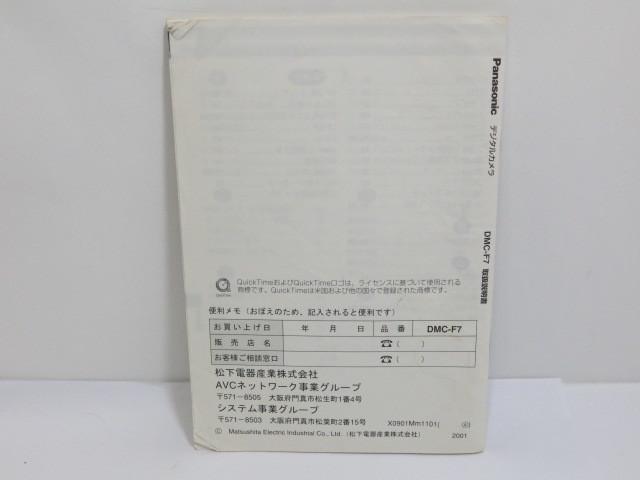 Panasonic デジタルカメラ DMC-F7 取扱説明書
QuickTimeおよびQuickTimeロゴは、ライセンスに基づいて使用される
商標です。QuickTimeは米国および他の国々で登録された商標です。
便利メモ（おぼえのため、記入されると便利です）
お買い上げ日 年 月 日 品番 DMC-F7
販売店名 ☎（ ）
お客様ご相談窓口 ☎（ ）
松下電器産業株式会社
AVCネットワーク事業グループ
〒571－8505 大阪府門真市松生町1番4号
システム事業グループ
〒571－8503 大阪府門真市松葉町2番15号 X0901Mm1101(
© Matsushita Electric Industrial Co., Ltd.（松下電器産業株式会社） 2001